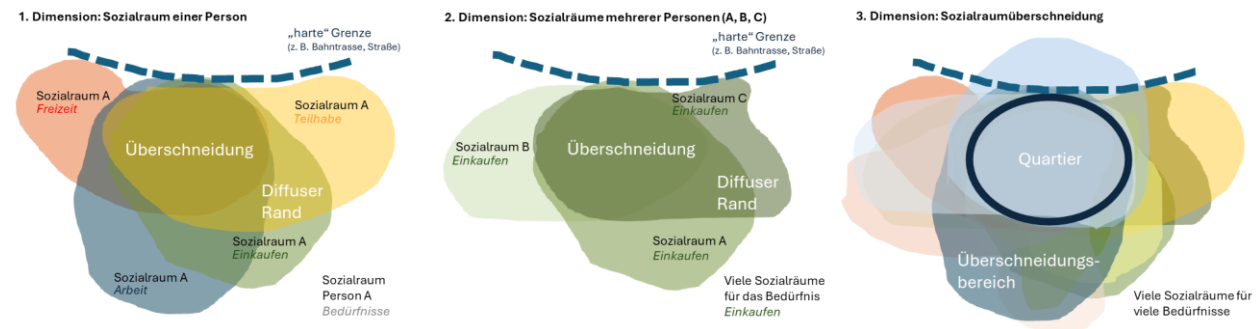 1. Dimension: Sozialraum einer Person
„harte“ Grenze
(z. B. Bahntrasse, Straße)
Sozialraum A
Freizeit
Sozialraum A
Teilhabe
Überschneidung
Diffuser
Rand
Sozialraum A
Einkaufen
Sozialraum A
Arbeit
Sozialraum
Person A
Bedürfnisse
2. Dimension: Sozialräume mehrerer Personen (A, B, C)
„harte“ Grenze
(z. B. Bahntrasse, Straße)
Sozialraum C
Einkaufen
Sozialraum B
Einkaufen
Überschneidung
Diffuser
Rand
Sozialraum A
Einkaufen
Viele Sozialräume
für das Bedürfnis
Einkaufen
3. Dimension: Sozialraumüberschneidung
Quartier
Überschneidungs-
bereich
Viele Sozialräume für
viele Bedürfnisse